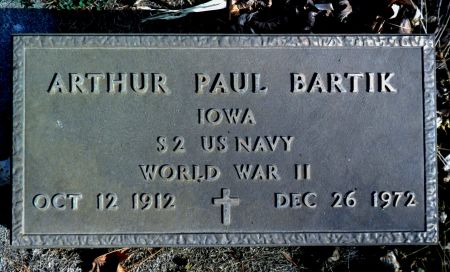 ARTHUR PAUL BARTIK
IOWA
S2 US NAVY
WORLD WAR II
OCT 12 1912 DEC 26 1972